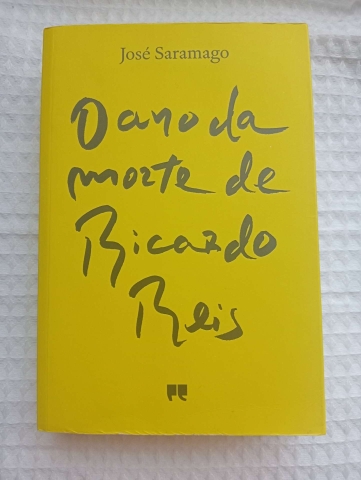 José Saramago
O ano da
morte de
Ricardo
Reis